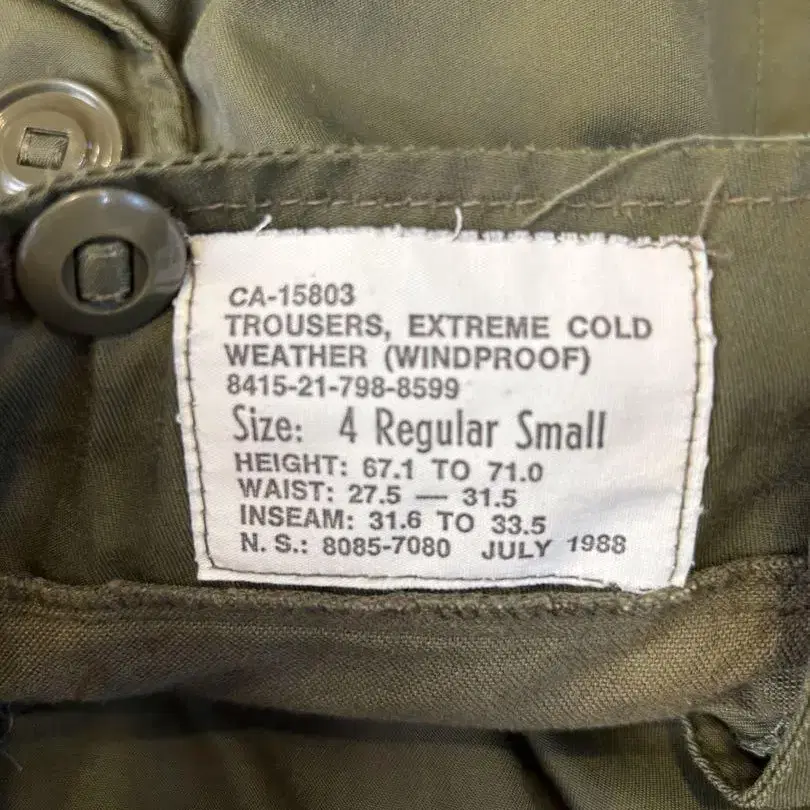 CA-15803
TROUSERS, EXTREME COLD
WEATHER (WINDPROOF)
8415-21-798-8599
Size: 4 Regular Small
HEIGHT: 67.1 TO 71.0
WAIST: 27.5 — 31.5
INSEAM: 31.6 TO 33.5
N. S.: 8085-7080 JULY 1988